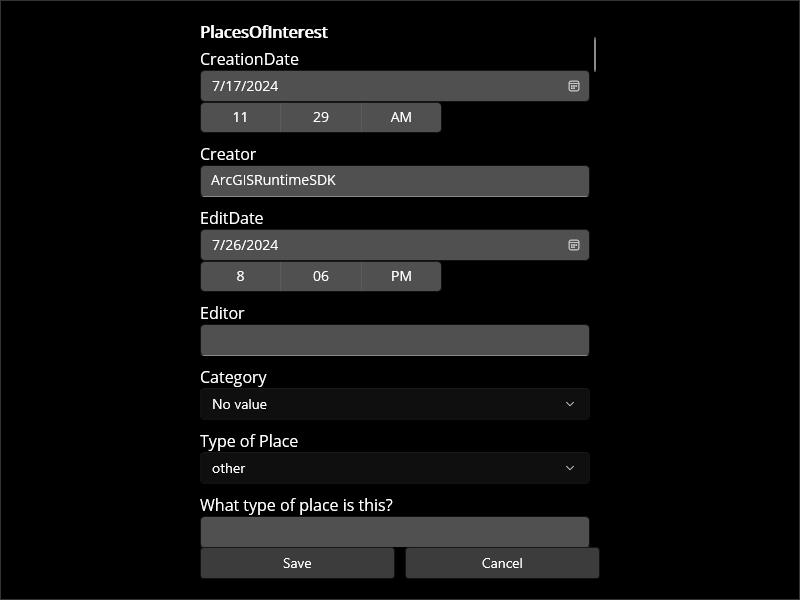 PlacesOfInterest
CreationDate
7/17/2024
11 29 AM
Creator
ArcGISRuntimeSDK
EditDate
7/26/2024
8 06 PM
Editor
Category
No value
Type of Place
other
What type of place is this?
Save Cancel